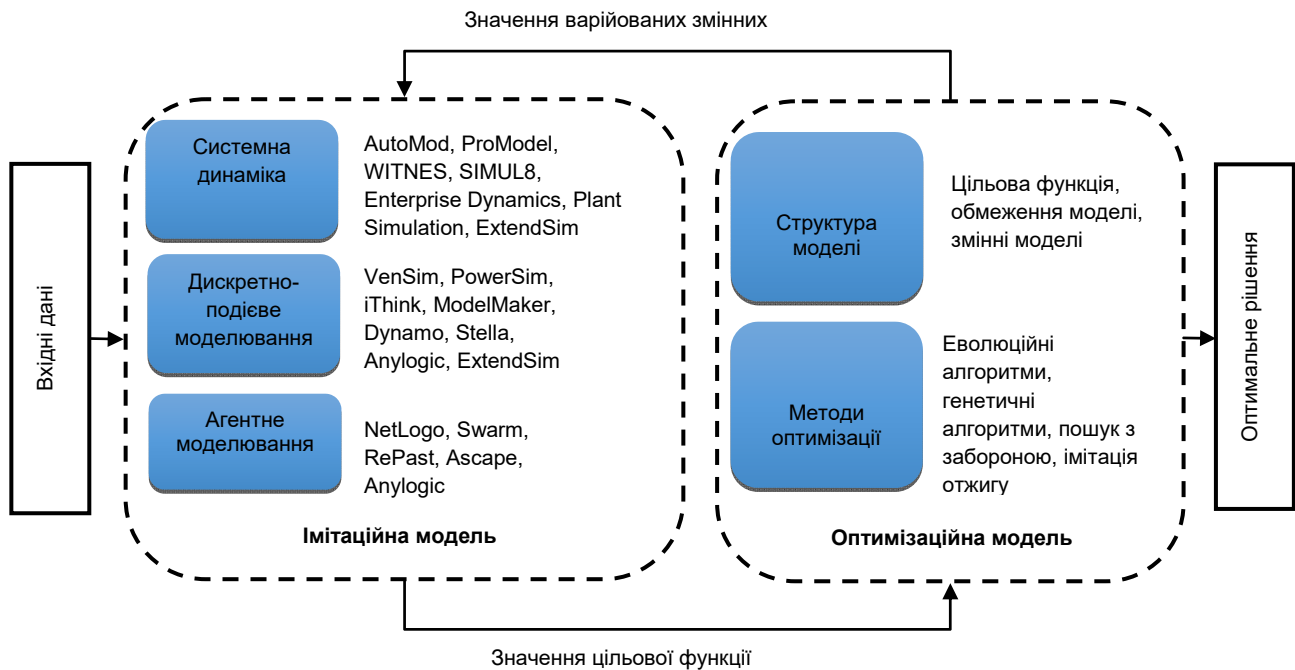 Значення варійованих змінних
Вхідні дані
Системна
динаміка
AutoMod, ProModel,
WITNES, SIMUL8,
Enterprise Dynamics, Plant
Simulation, ExtendSim
Дискретно-
подієве
моделювання
VenSim, PowerSim,
iThink, ModelMaker,
Dynamo, Stella,
Anylogic, ExtendSim
Агентне
моделювання
NetLogo, Swarm,
RePast, Ascape,
Anylogic
Імітаційна модель
Структура
моделі
Цільова функція,
обмеження моделі,
змінні моделі
Методи
оптимізації
Еволюційні
алгоритми,
генетичні
алгоритми, пошук з
забороною, імітація
отжигу
Оптимізаційна модель
Оптимальне рішення
Значення цільової функції